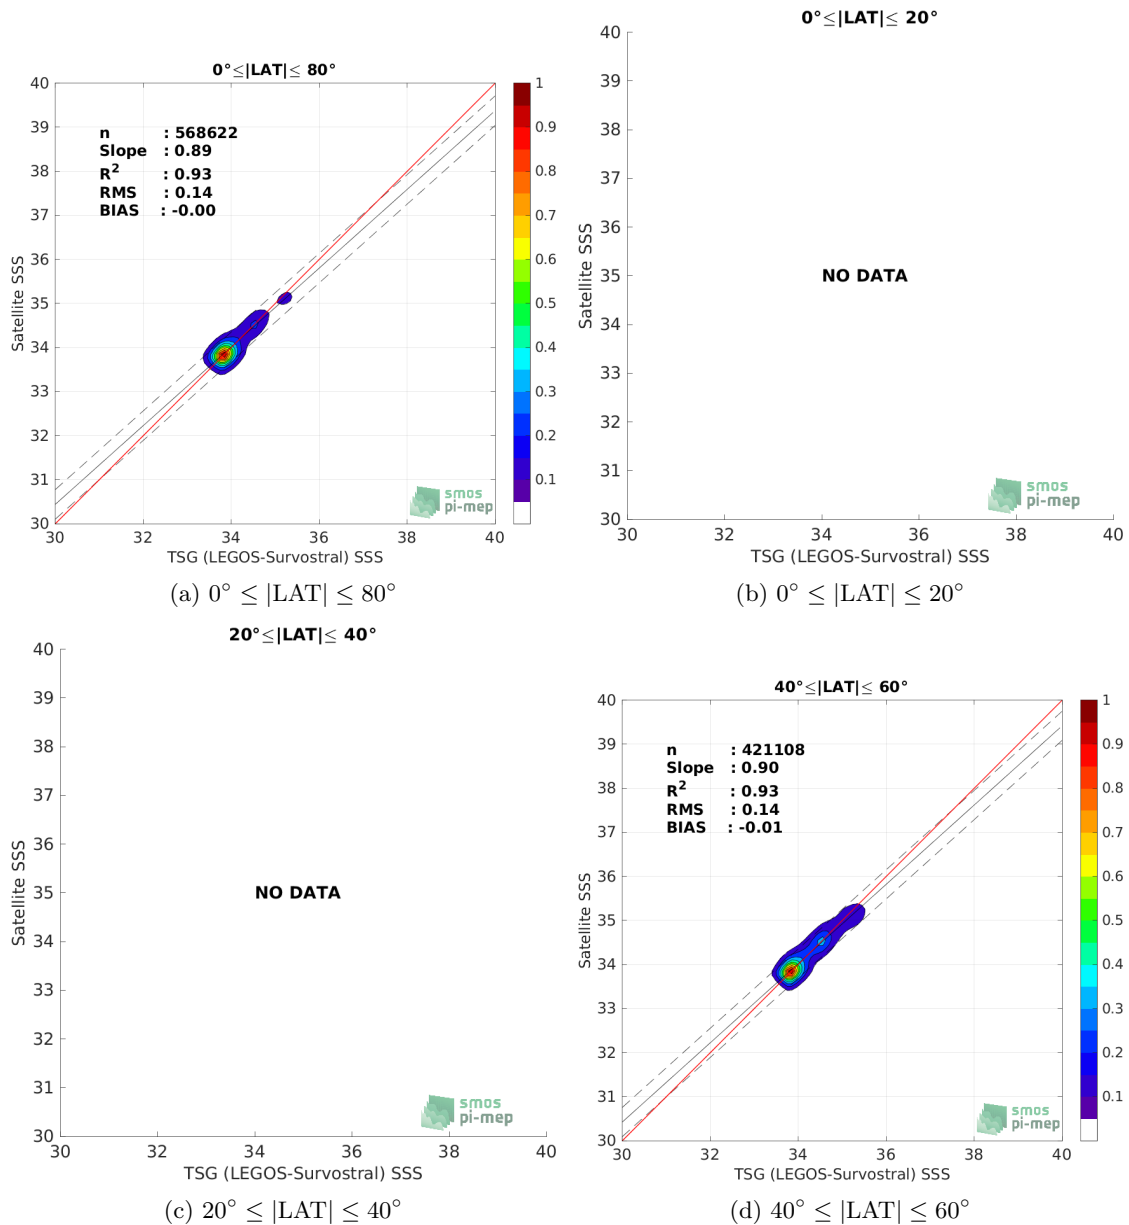 0°≤|LAT|≤ 80°
n : 568622
Slope : 0.89
R² : 0.93
RMS : 0.14
BIAS : -0.00
40
39
38
37
36
35
34
33
32
31
30
30 32 34 36 38 40
Satellite SSS
TSG (LEGOS-Survostral) SSS
1
0.9
0.8
0.7
0.6
0.5
0.4
0.3
0.2
0.1
smos
pi-mep
(a) 0° ≤ |LAT| ≤ 80°
0°≤|LAT|≤ 20°
40
39
38
37
36
35
34
33
32
31
30
30 32 34 36 38 40
Satellite SSS
NO DATA
TSG (LEGOS-Survostral) SSS
smos
pi-mep
(b) 0° ≤ |LAT| ≤ 20°
20°≤|LAT|≤ 40°
40
39
38
37
36
35
34
33
32
31
30
30 32 34 36 38 40
Satellite SSS
NO DATA
TSG (LEGOS-Survostral) SSS
smos
pi-mep
(c) 20° ≤ |LAT| ≤ 40°
40°≤|LAT|≤ 60°
n : 421108
Slope : 0.90
R² : 0.93
RMS : 0.14
BIAS : -0.01
40
39
38
37
36
35
34
33
32
31
30
30 32 34 36 38 40
Satellite SSS
TSG (LEGOS-Survostral) SSS
1
0.9
0.8
0.7
0.6
0.5
0.4
0.3
0.2
0.1
smos
pi-mep
(d) 40° ≤ |LAT| ≤ 60°